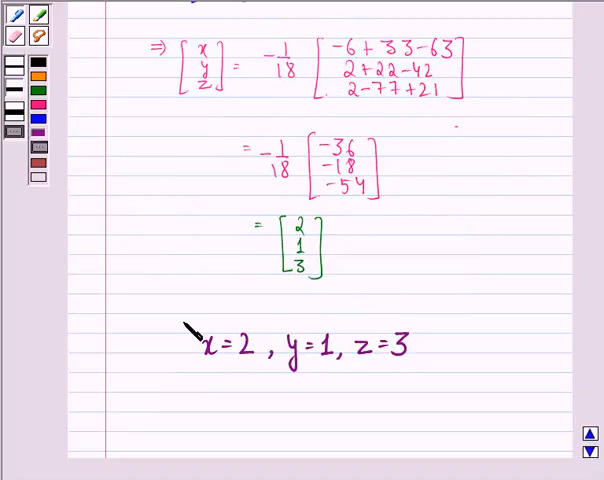 ⇒ [x y z] = -1/18 [-6+33-63 2+22-42 2-77+21]
= -1/18 [-36 -18 -54]
= [2 1 3]
x=2, y=1, z=3